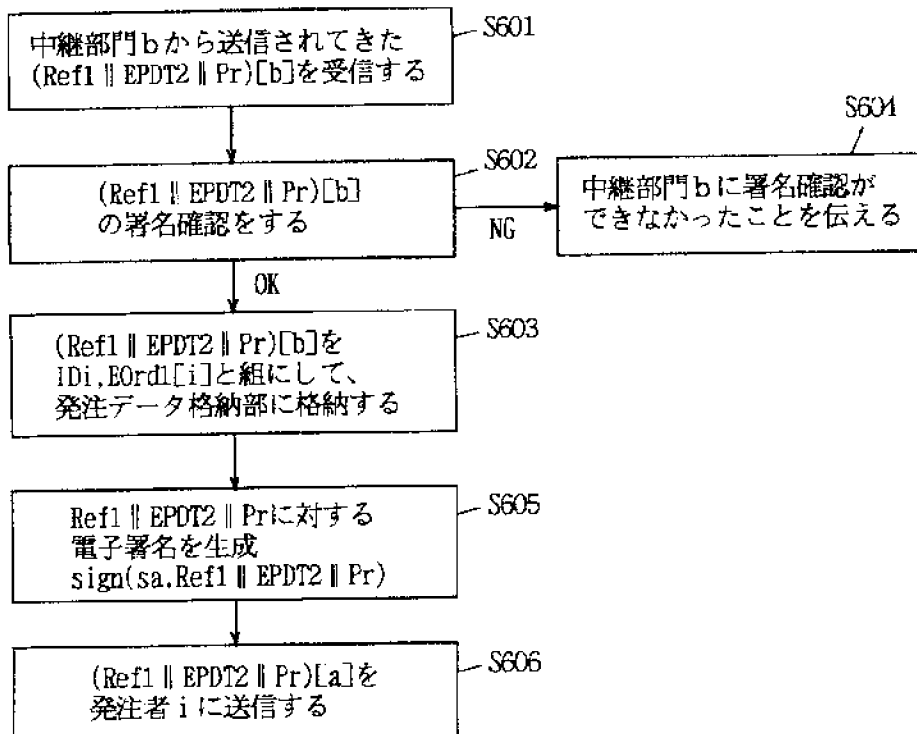 中継部門bから送信されてきた
(Ref1‖EPDT2‖Pr)[b]を受信する
S601
(Ref1‖EPDT2‖Pr)[b]
の署名確認をする
S602
NG
中継部門bに署名確認が
できなかったことを伝える
S604
OK
(Ref1‖EPDT2‖Pr)[b]を
IDi,EOrd1[i]と組にして、
発注データ格納部に格納する
S603
Ref1‖EPDT2‖Prに対する
電子署名を生成
sign(sa.Ref1‖EPDT2‖Pr)
S605
(Ref1‖EPDT2‖Pr)[a]を
発注者iに送信する
S606